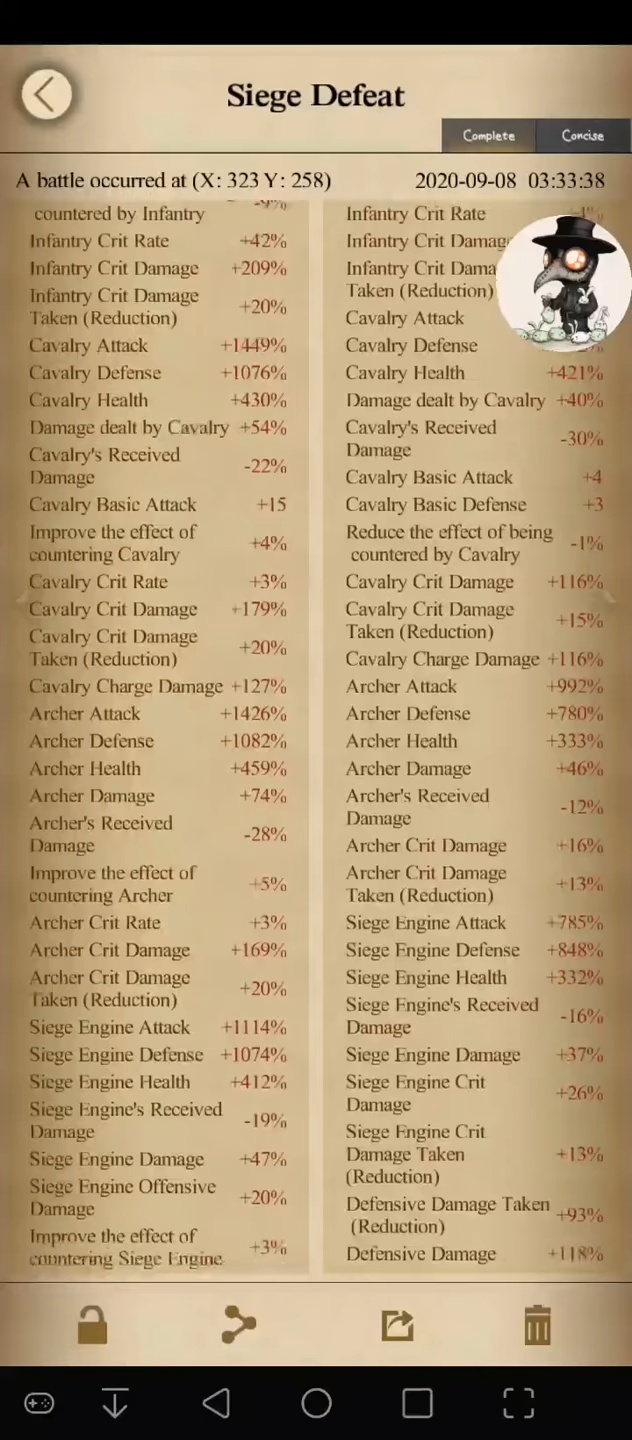 Siege Defeat
Complete
Concise
A battle occurred at (X: 323 Y: 258)
2020-09-08 03:33:38
countered by Infantry -9%
Infantry Crit Rate +42%
Infantry Crit Damage +209%
Infantry Crit Damage
Taken (Reduction) +20%
Cavalry Attack +1449%
Cavalry Defense +1076%
Cavalry Health +430%
Damage dealt by Cavalry +54%
Cavalry's Received
Damage -22%
Cavalry Basic Attack +15
Improve the effect of
countering Cavalry +4%
Cavalry Crit Rate +3%
Cavalry Crit Damage +179%
Cavalry Crit Damage
Taken (Reduction) +20%
Cavalry Charge Damage +127%
Archer Attack +1426%
Archer Defense +1082%
Archer Health +459%
Archer Damage +74%
Archer's Received
Damage -28%
Improve the effect of
countering Archer +5%
Archer Crit Rate +3%
Archer Crit Damage +169%
Archer Crit Damage
Taken (Reduction) +20%
Siege Engine Attack +1114%
Siege Engine Defense +1074%
Siege Engine Health +412%
Siege Engine's Received
Damage -19%
Siege Engine Damage +47%
Siege Engine Offensive
Damage +20%
Improve the effect of
countering Siege Engine +3%
Infantry Crit Rate
Infantry Crit Damage
Infantry Crit
Taken (Reduction)
Cavalry Attack
Cavalry Defense
Cavalry Health +421%
Damage dealt by Cavalry +40%
Cavalry's Received
Damage -30%
Cavalry Basic Attack +4
Cavalry Basic Defense +3
Reduce the effect of being
countered by Cavalry -1%
Cavalry Crit Damage +116%
Cavalry Crit Damage
Taken (Reduction) +15%
Cavalry Charge Damage +116%
Archer Attack +992%
Archer Defense +780%
Archer Health +333%
Archer Damage +46%
Archer's Received
Damage -12%
Archer Crit Damage +16%
Archer Crit Damage
Taken (Reduction) +13%
Siege Engine Attack +785%
Siege Engine Defense +848%
Siege Engine Health +332%
Siege Engine's Received
Damage -16%
Siege Engine Damage +37%
Siege Engine Crit
Damage +26%
Siege Engine Crit
Damage Taken
(Reduction) +13%
Defensive Damage Taken
(Reduction) +93%
Defensive Damage +118%